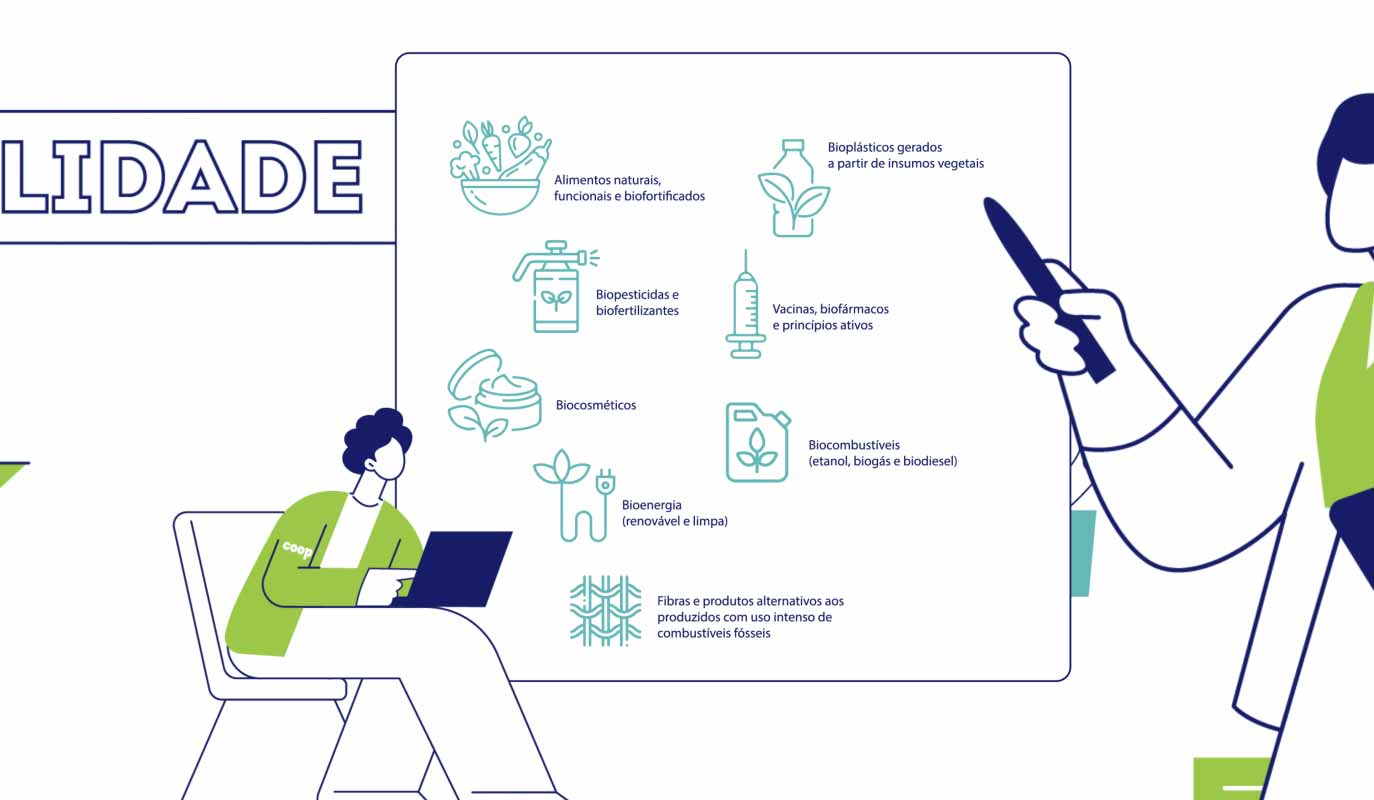 LIDADE
Alimentos naturais,
funcionais e biofortificados
Bioplásticos gerados
a partir de insumos vegetais
Biopesticidas e
biofertilizantes
Vacinas, biofármacos
e princípios ativos
Biocosméticos
Biocombustíveis
(etanol, biogás e biodiesel)
Bioenergia
(renovável e limpa)
Fibras e produtos alternativos aos
produzidos com uso intenso de
combustíveis fósseis
coop